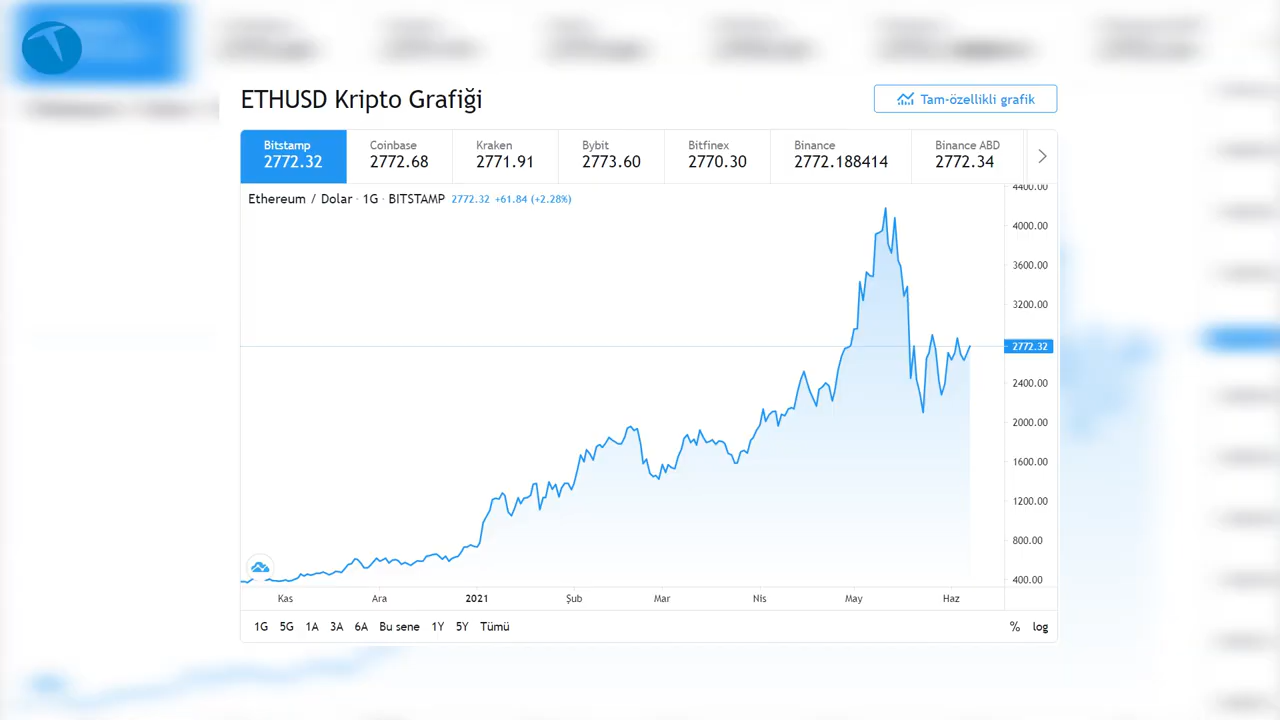 ETHUSD Kripto Grafiği
Tam-özellikli grafik
Bitstamp Coinbase Kraken Bybit Bitfinex Binance Binance ABD
2772.32 2772.68 2771.91 2773.60 2770.30 2772.188414 2772.34
Ethereum / Dolar · 1G · BITSTAMP 2772.32 +61.84 (+2.28%)
4400.00
4000.00
3600.00
3200.00
2772.32
2400.00
2000.00
1600.00
1200.00
800.00
400.00
Kas Ara 2021 Şub Mar Nis May Haz
1G 5G 1A 3A 6A Bu sene 1Y 5Y Tümü % log